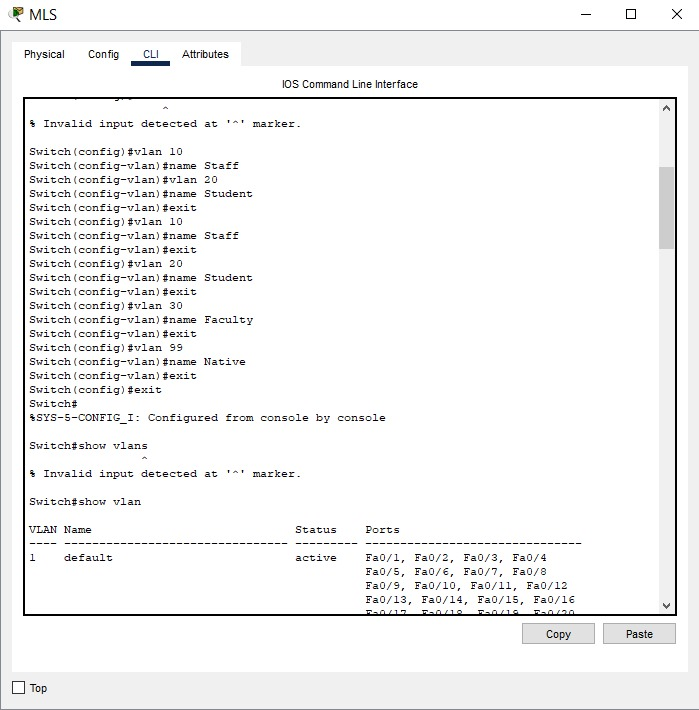 MLS
Physical Config CLI Attributes
IOS Command Line Interface
^
% Invalid input detected at '^' marker.
Switch(config)#vlan 10
Switch(config-vlan)#name Staff
Switch(config-vlan)#vlan 20
Switch(config-vlan)#name Student
Switch(config-vlan)#exit
Switch(config)#vlan 10
Switch(config-vlan)#name Staff
Switch(config-vlan)#exit
Switch(config)#vlan 20
Switch(config-vlan)#name Student
Switch(config-vlan)#exit
Switch(config)#vlan 30
Switch(config-vlan)#name Faculty
Switch(config-vlan)#exit
Switch(config)#vlan 99
Switch(config-vlan)#name Native
Switch(config-vlan)#exit
Switch(config)#exit
Switch#
%SYS-5-CONFIG_I: Configured from console by console
Switch#show vlans
^
% Invalid input detected at '^' marker.
Switch#show vlan
VLAN Name Status Ports
---- -------------------------------- --------- -------------------------------
1 default active Fa0/1, Fa0/2, Fa0/3, Fa0/4
Fa0/5, Fa0/6, Fa0/7, Fa0/8
Fa0/9, Fa0/10, Fa0/11, Fa0/12
Fa0/13, Fa0/14, Fa0/15, Fa0/16
Fa0/17, Fa0/18, Fa0/19, Fa0/20
Copy Paste
Top